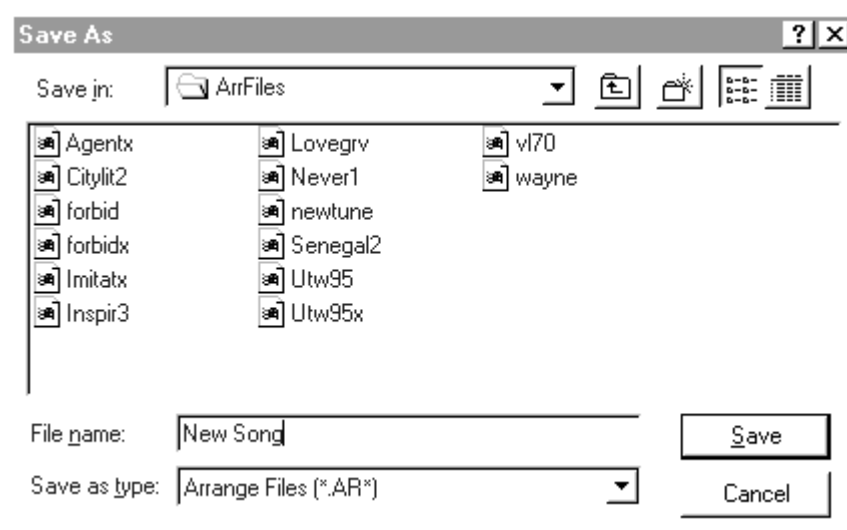 Save As
Save in: ArrFiles
Agentx Lovegrv vl70
Citylit2 Never1 wayne
forbid newtune
forbidx Senegal2
Imitatx Utw95
Inspir3 Utw95x
File name: New Song Save
Save as type: Arrange Files (*.AR*) Cancel